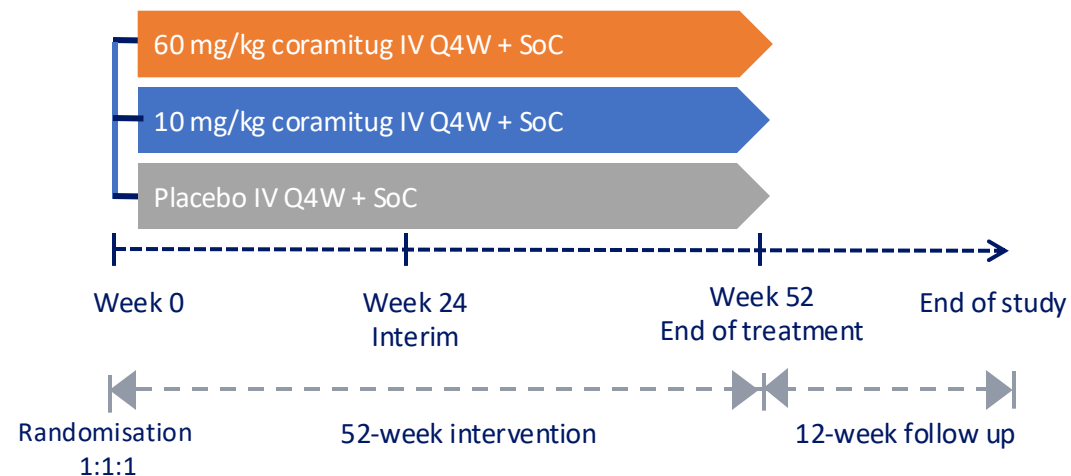 60 mg/kg coramitug IV Q4W + SoC
10 mg/kg coramitug IV Q4W + SoC
Placebo IV Q4W + SoC
Week 0
Week 24
Interim
Week 52
End of treatment
End of study
Randomisation
1:1:1
52-week intervention
12-week follow up